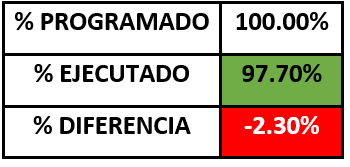 % PROGRAMADO 100.00%
% EJECUTADO 97.70%
% DIFERENCIA -2.30%